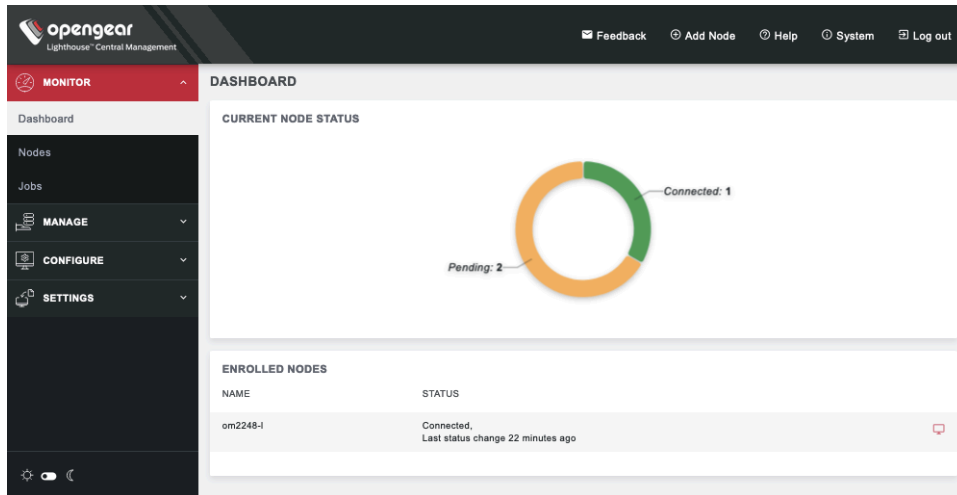 opengear
Lighthouse™ Central Management
Feedback
Add Node
Help
System
Log out
MONITOR
Dashboard
Nodes
Jobs
MANAGE
CONFIGURE
SETTINGS
DASHBOARD
CURRENT NODE STATUS
Connected: 1
Pending: 2
ENROLLED NODES
NAME STATUS
om2248-l Connected,
Last status change 22 minutes ago